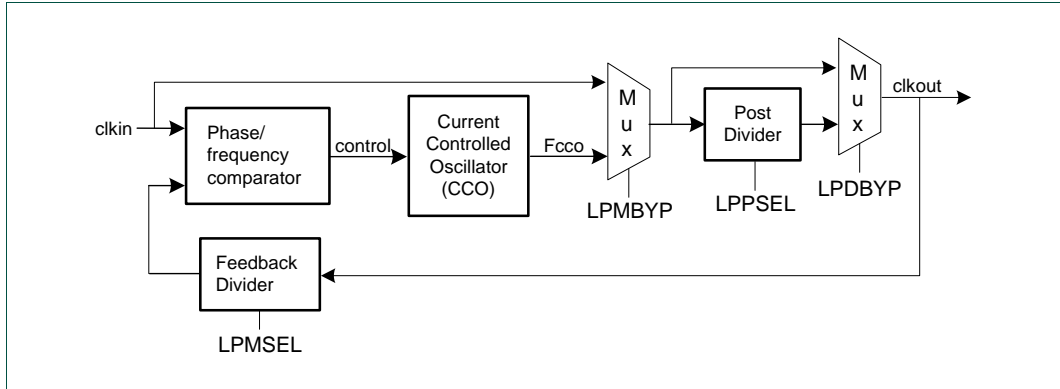 clkin
Phase/
frequency
comparator
control
Current
Controlled
Oscillator
(CCO)
Fcco
M
u
x
LPMBYP
Post
Divider
LPPSEL
M
u
x
LPDBYP
clkout
Feedback
Divider
LPMSEL